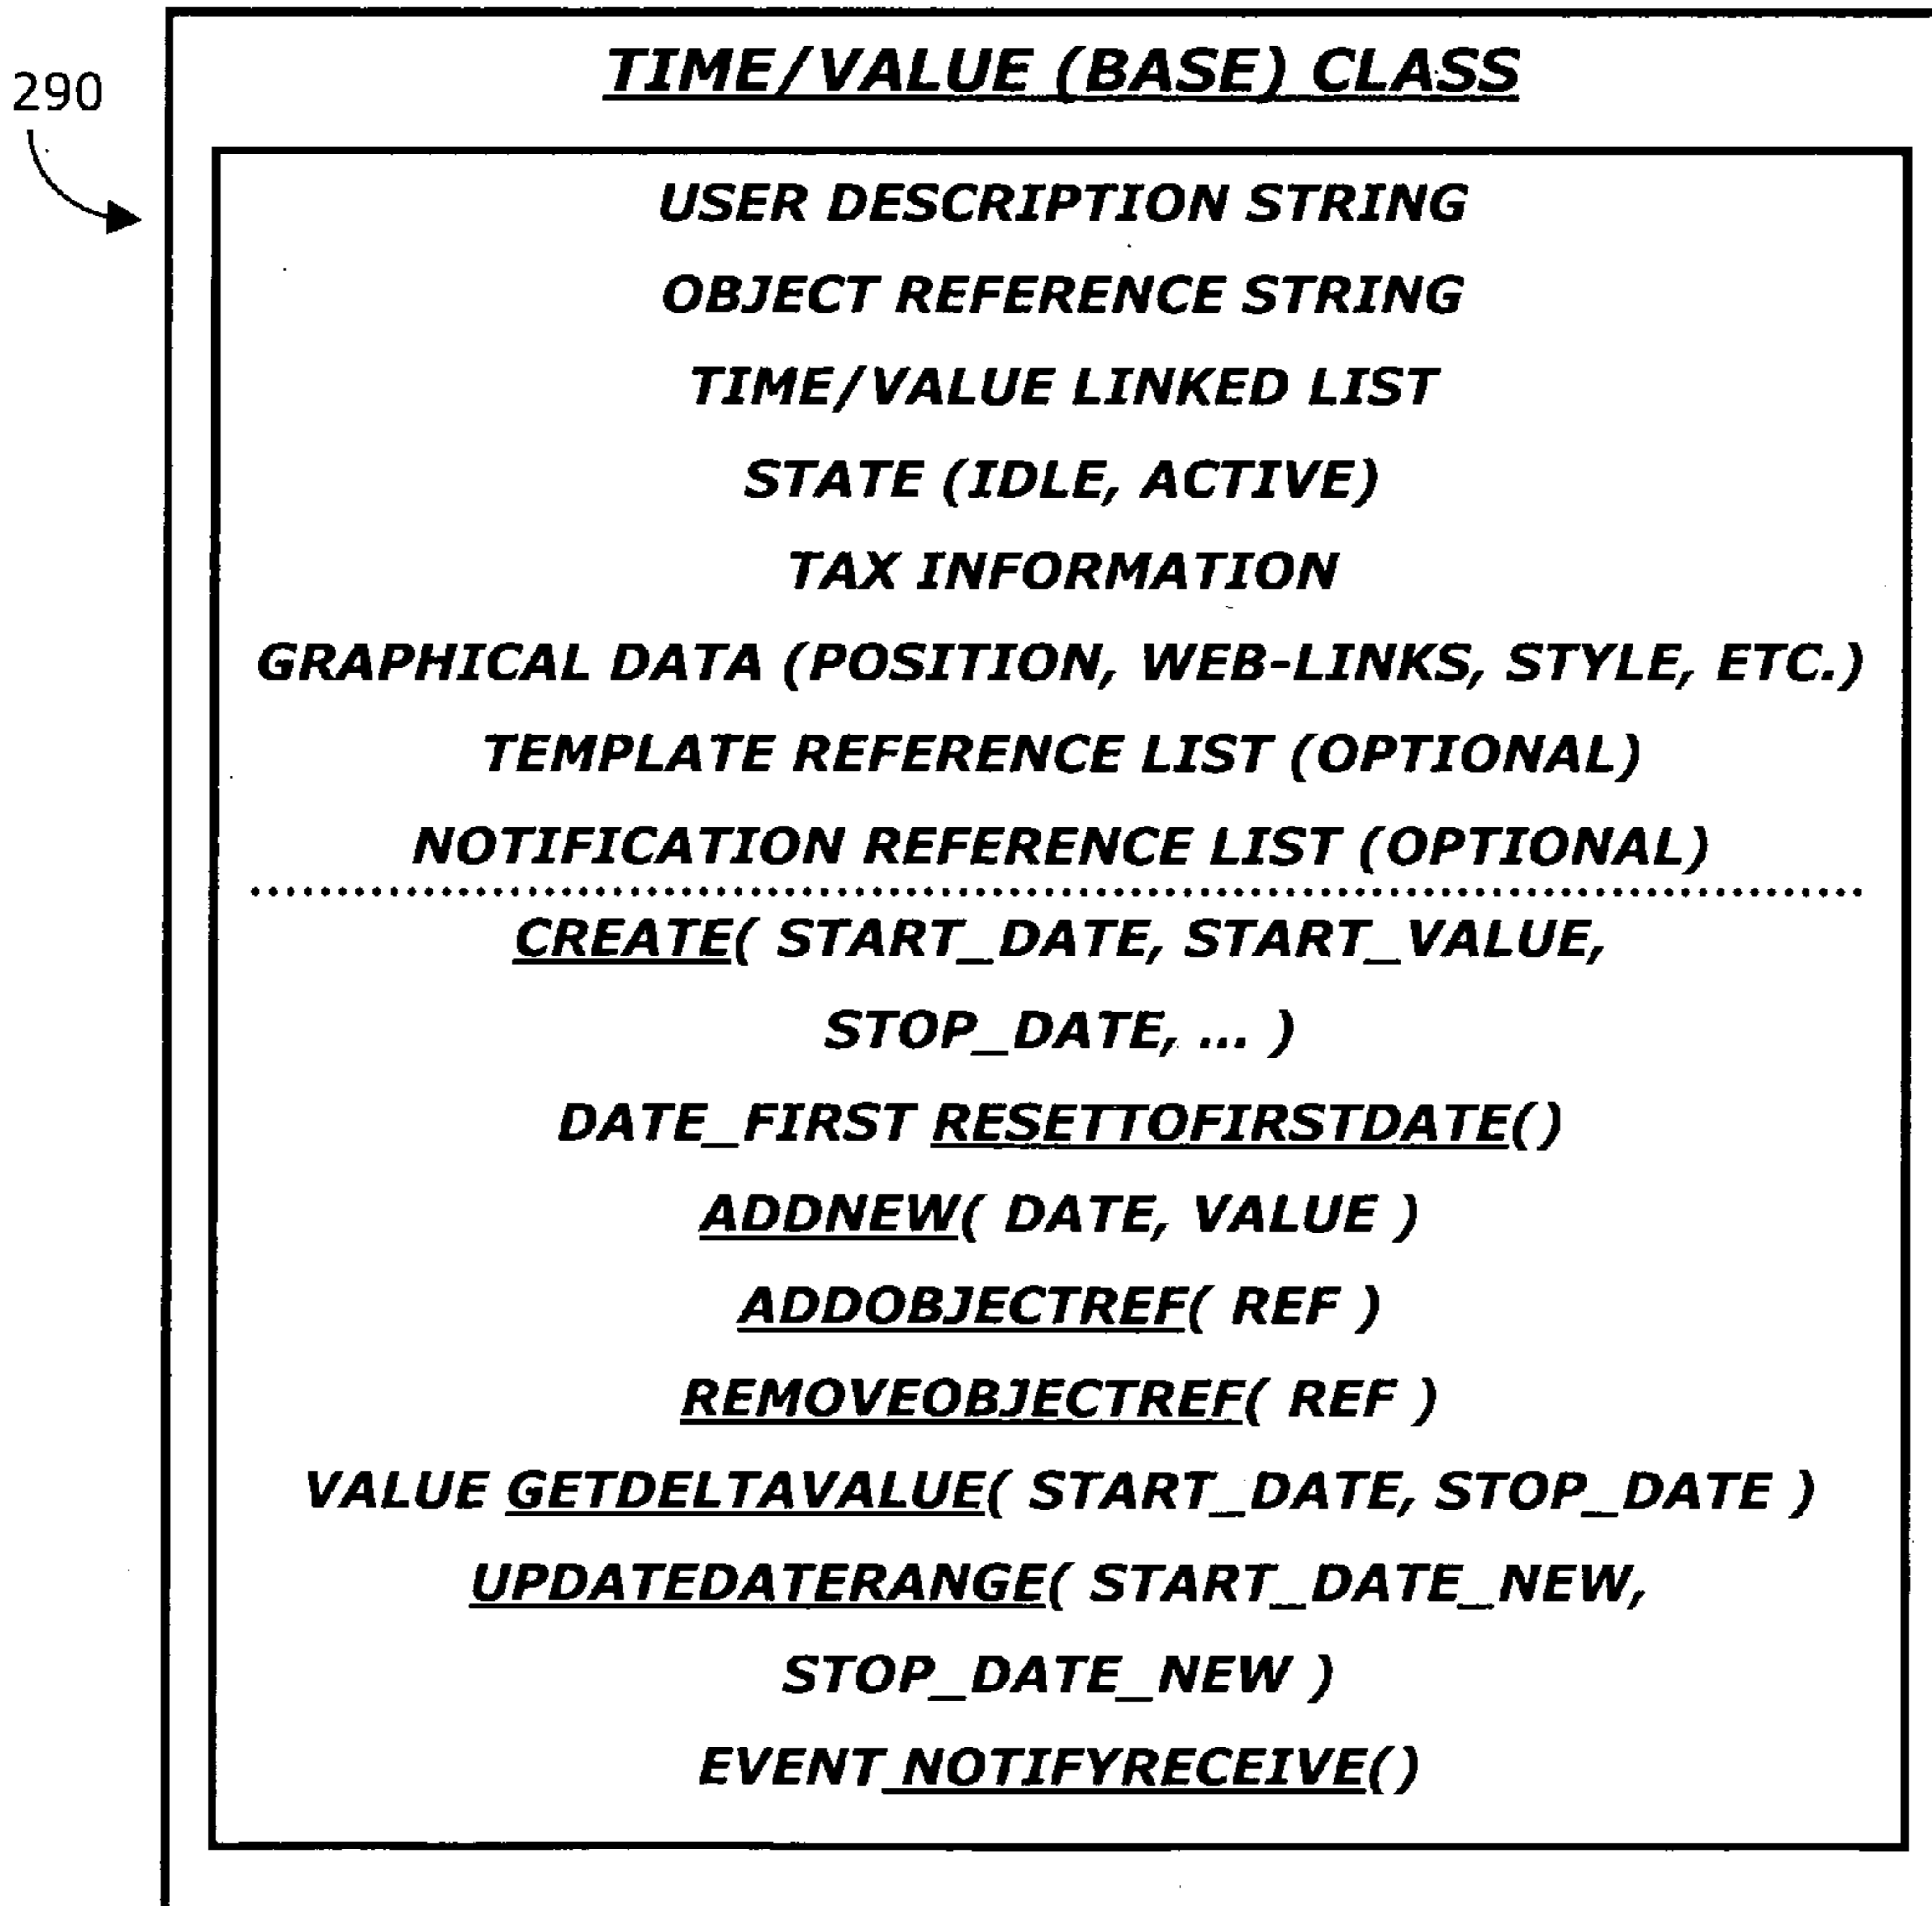 TIME/VALUE (BASE) CLASS
290
USER DESCRIPTION STRING
OBJECT REFERENCE STRING
TIME/VALUE LINKED LIST
STATE (IDLE, ACTIVE)
TAX INFORMATION
GRAPHICAL DATA (POSITION, WEB-LINKS, STYLE, ETC.)
TEMPLATE REFERENCE LIST (OPTIONAL)
NOTIFICATION REFERENCE LIST (OPTIONAL)
CREATE( START_DATE, START_VALUE,
STOP_DATE, ... )
DATE_FIRST RESETTOFIRSTDATE()
ADDNEW( DATE, VALUE )
ADDOBJECTREF( REF )
REMOVEOBJECTREF( REF )
VALUE GETDELTAVALUE( START_DATE, STOP_DATE )
UPDATEDATERANGE( START_DATE_NEW,
STOP_DATE_NEW )
EVENT NOTIFYRECEIVE()